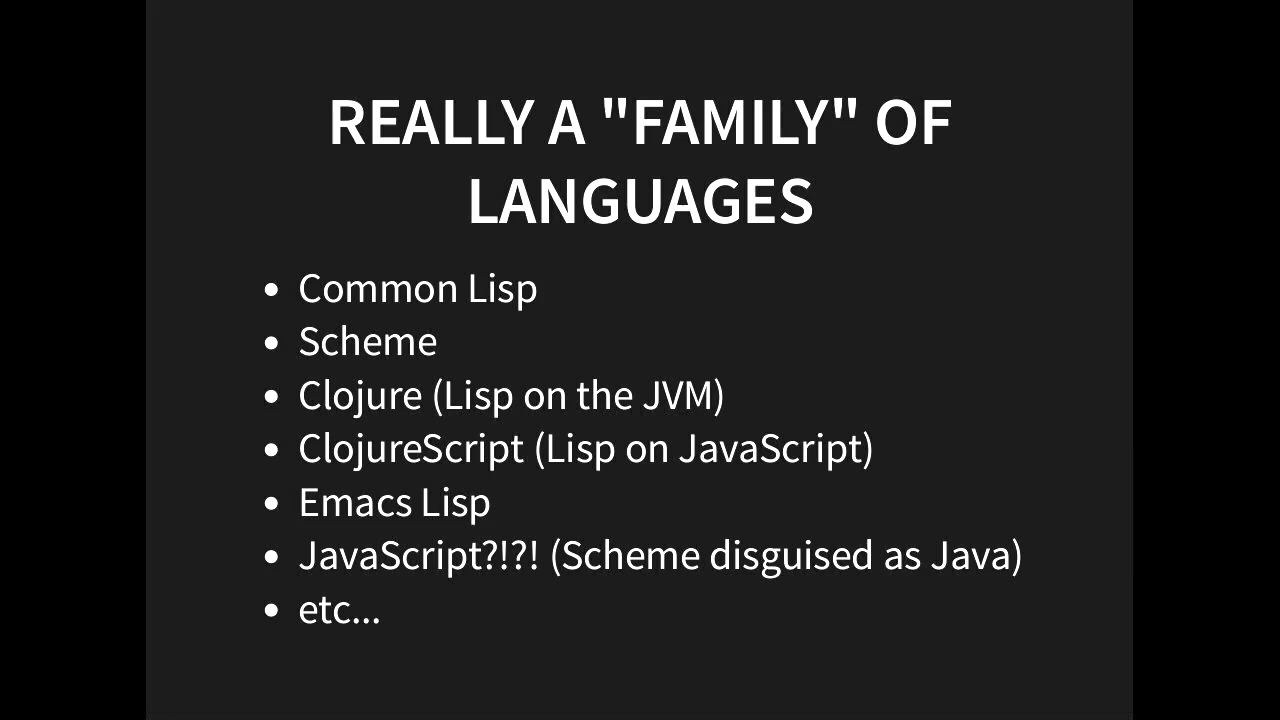 REALLY A "FAMILY" OF
LANGUAGES
• Common Lisp
• Scheme
• Clojure (Lisp on the JVM)
• ClojureScript (Lisp on JavaScript)
• Emacs Lisp
• JavaScript?!?! (Scheme disguised as Java)
• etc...